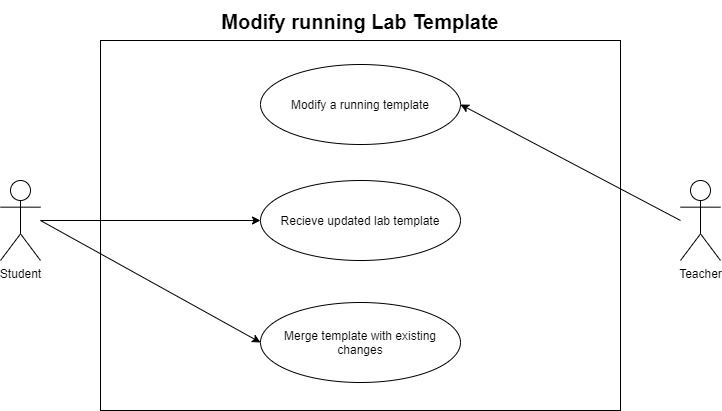 Modify running Lab Template
Modify a running template
Recieve updated lab template
Student
Teacher
Merge template with existing
changes